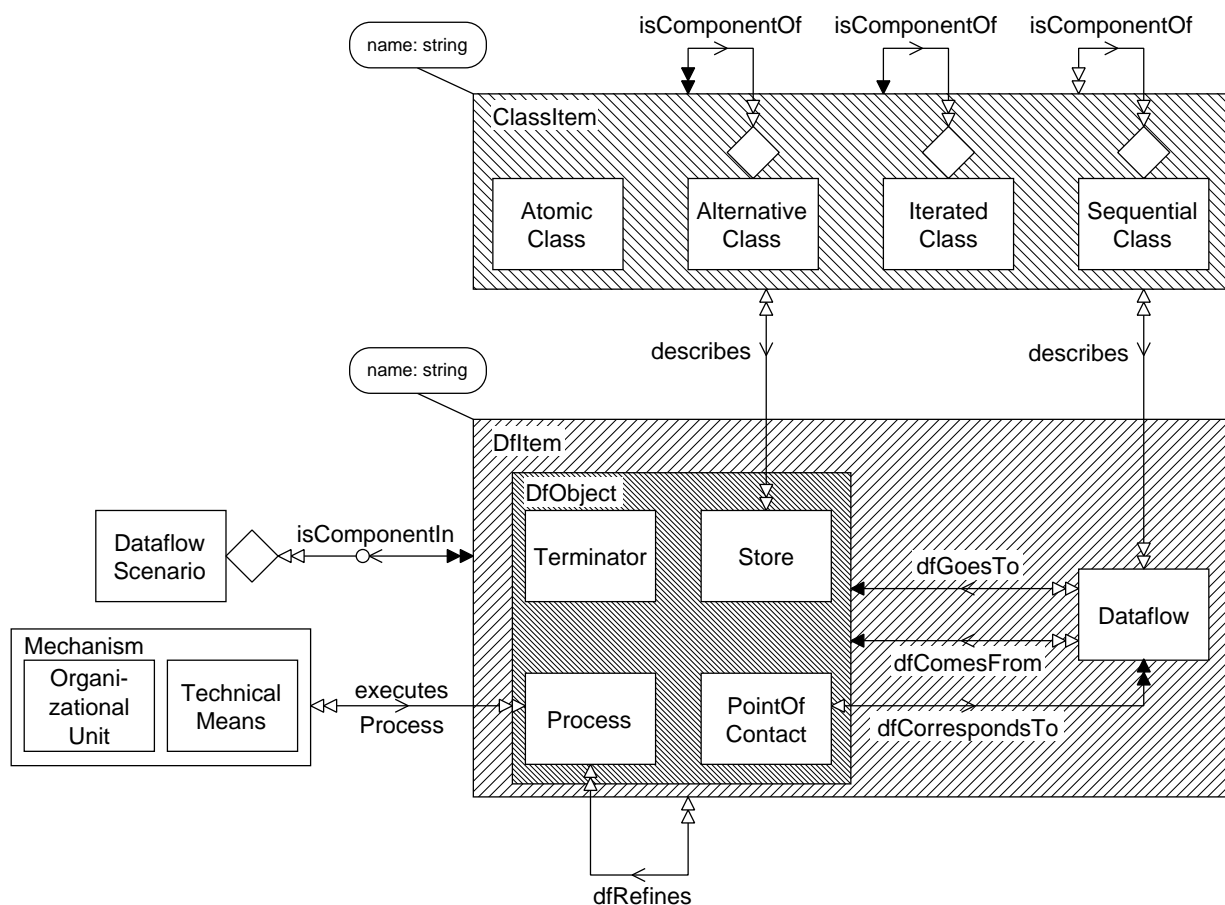 isComponentOf
isComponentOf
isComponentOf
name: string
ClassItem
Atomic
Class
Alternative
Class
Iterated
Class
Sequential
Class
describes
describes
name: string
DfItem
DfObject
Dataflow
Scenario
isComponentIn
Terminator
Store
dfGoesTo
Dataflow
dfComesFrom
Mechanism
Organi-
zational
Unit
Technical
Means
executes
Process
Process
PointOf
Contact
dfCorrespondsTo
dfRefines